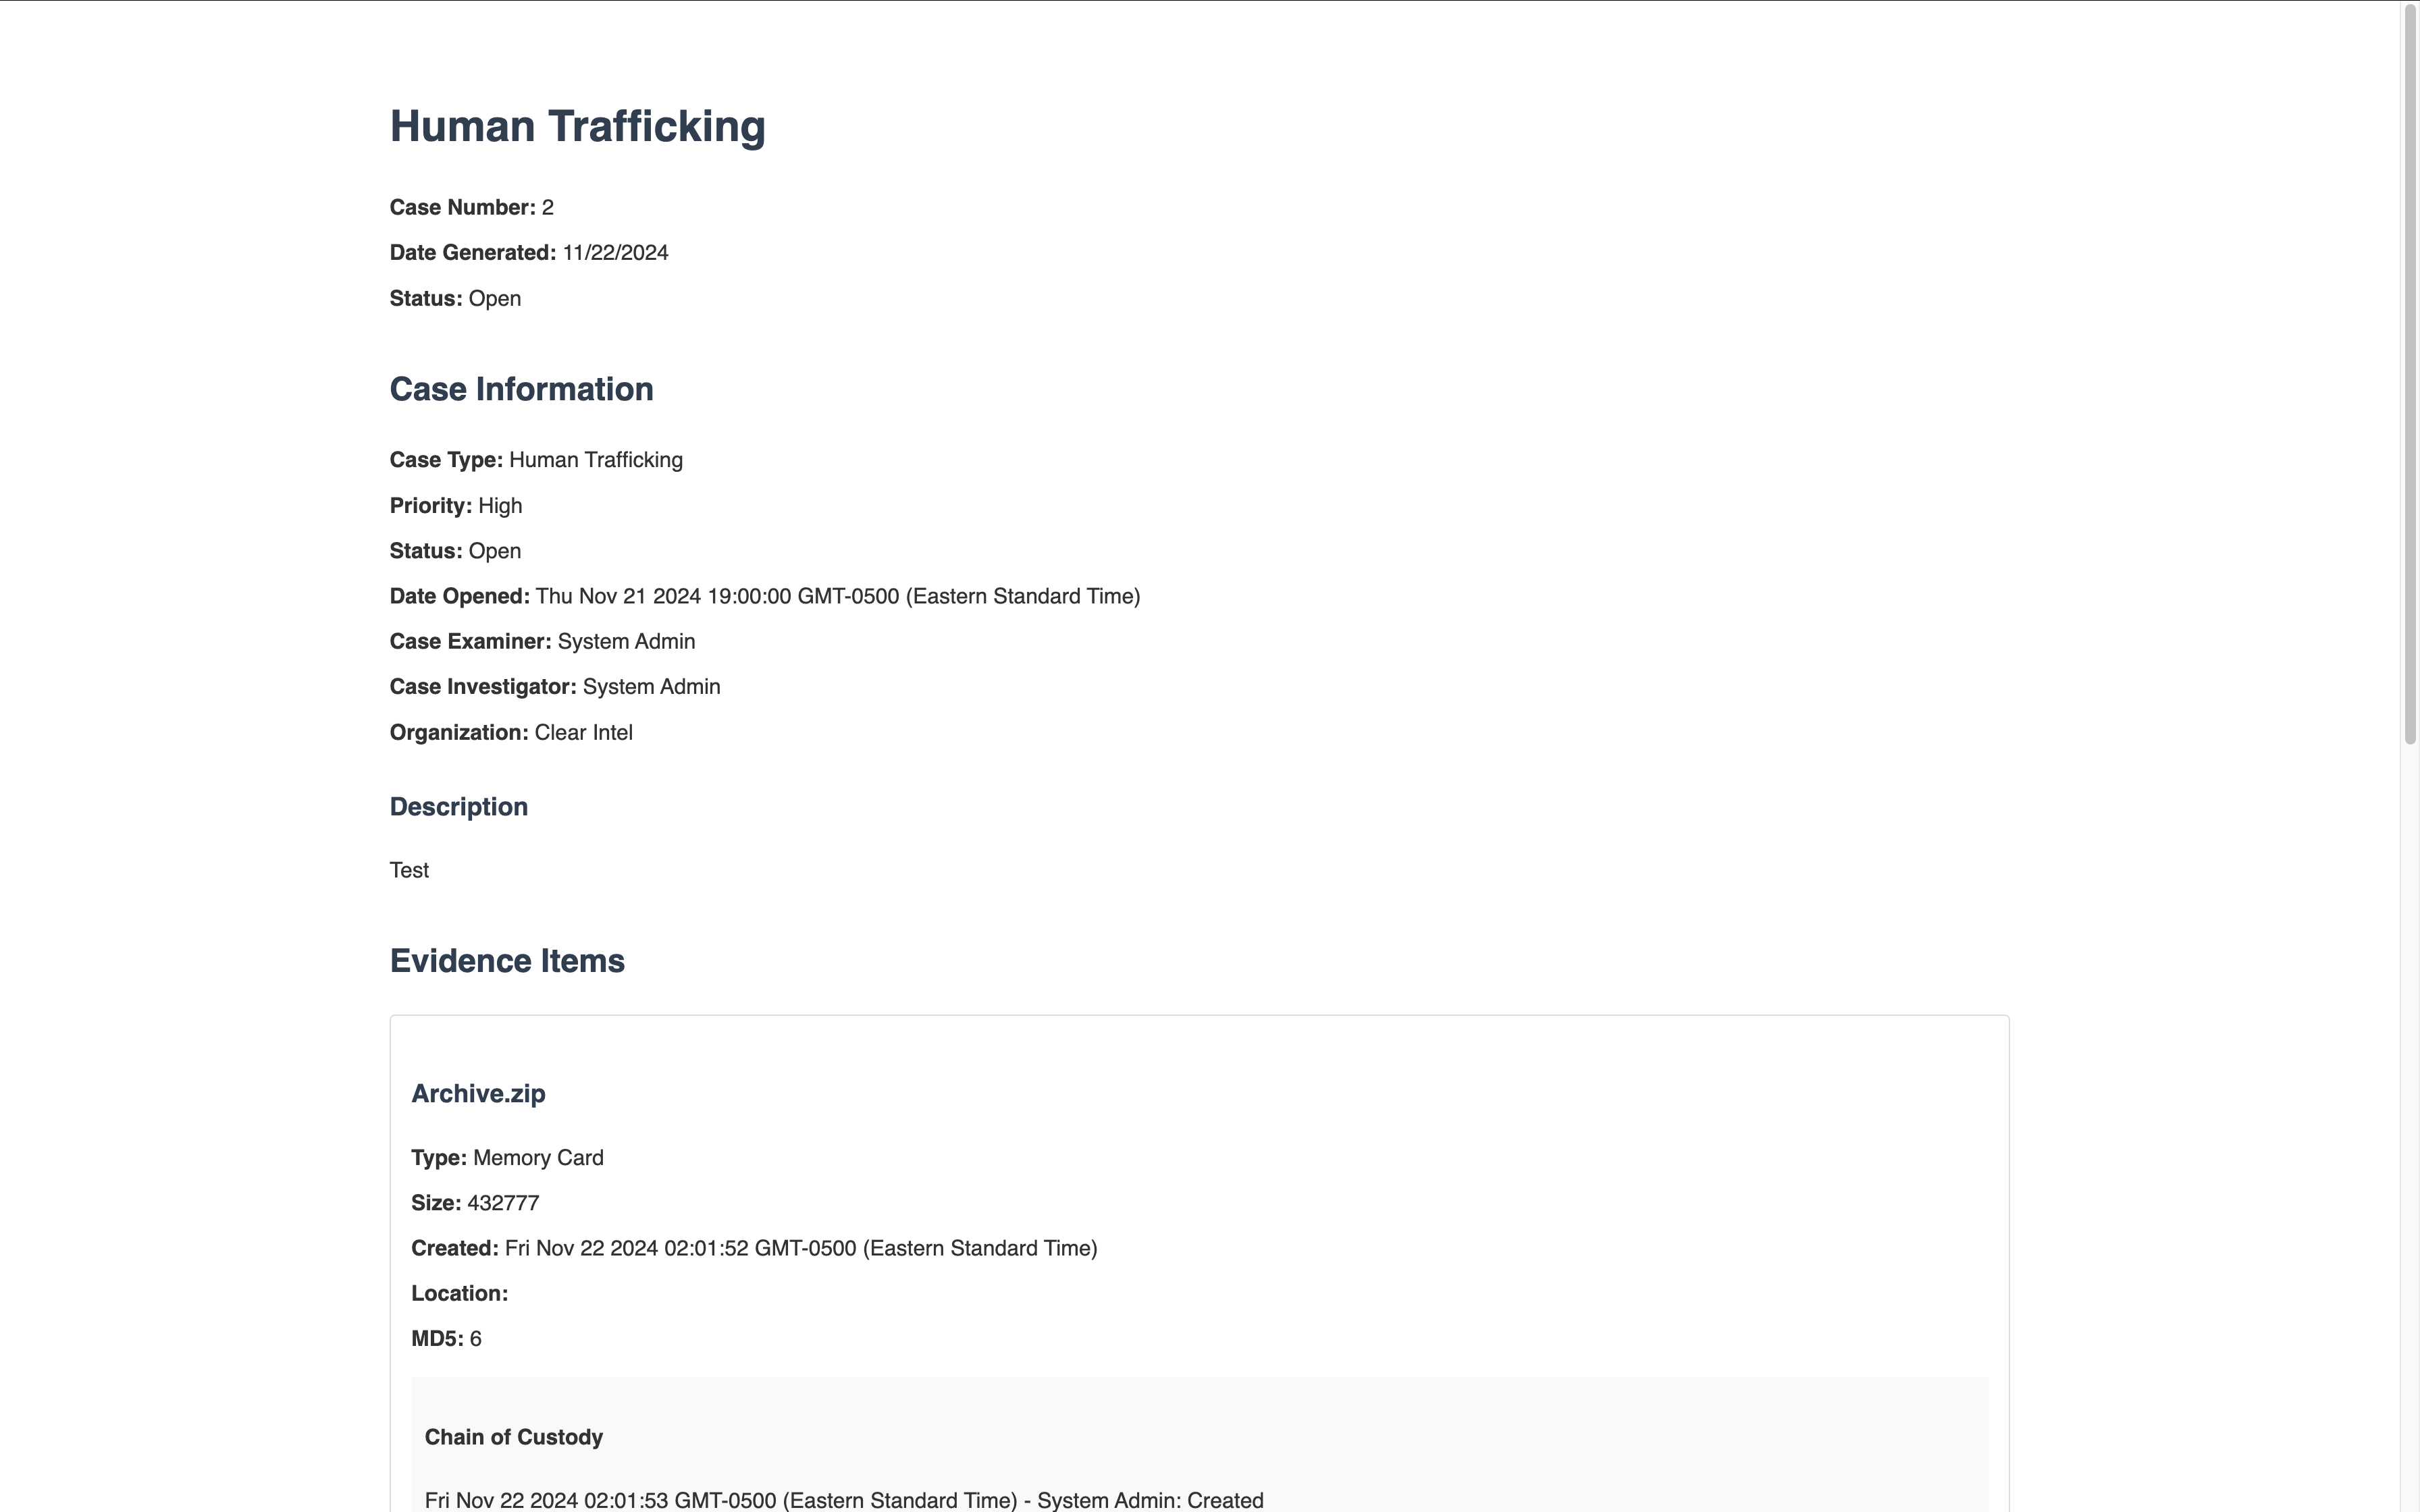 Human Trafficking
Case Number: 2
Date Generated: 11/22/2024
Status: Open
Case Information
Case Type: Human Trafficking
Priority: High
Status: Open
Date Opened: Thu Nov 21 2024 19:00:00 GMT-0500 (Eastern Standard Time)
Case Examiner: System Admin
Case Investigator: System Admin
Organization: Clear Intel
Description
Test
Evidence Items
Archive.zip
Type: Memory Card
Size: 432777
Created: Fri Nov 22 2024 02:01:52 GMT-0500 (Eastern Standard Time)
Location:
MD5: 6
Chain of Custody
Fri Nov 22 2024 02:01:53 GMT-0500 (Eastern Standard Time) - System Admin: Created